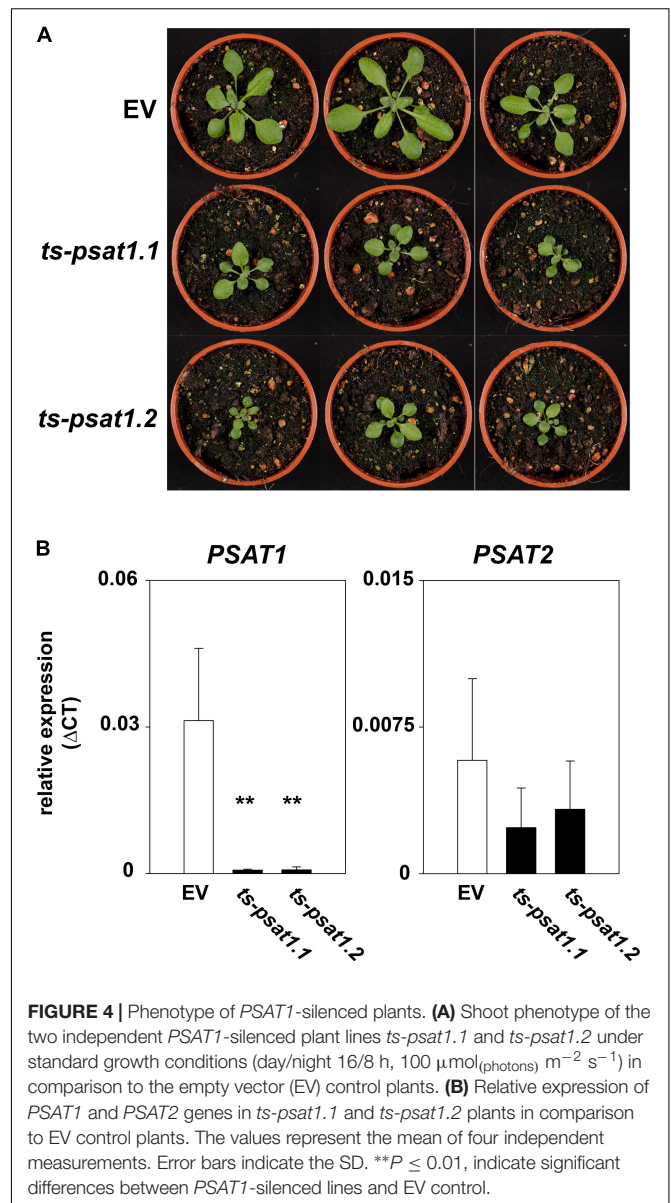 A
EV
ts-psat1.1
ts-psat1.2
B
PSAT1
PSAT2
relative expression
(ΔCT)
0.06
0.03
0
**
**
EV
ts-psat1.1
ts-psat1.2
0.015
0.0075
0
EV
ts-psat1.1
ts-psat1.2
FIGURE 4 | Phenotype of PSAT1-silenced plants. (A) Shoot phenotype of the
two independent PSAT1-silenced plant lines ts-psat1.1 and ts-psat1.2 under
standard growth conditions (day/night 16/8 h, 100 μmol(photons) m−2 s−1) in
comparison to the empty vector (EV) control plants. (B) Relative expression of
PSAT1 and PSAT2 genes in ts-psat1.1 and ts-psat1.2 plants in comparison
to EV control plants. The values represent the mean of four independent
measurements. Error bars indicate the SD. **P ≤ 0.01, indicate significant
differences between PSAT1-silenced lines and EV control.